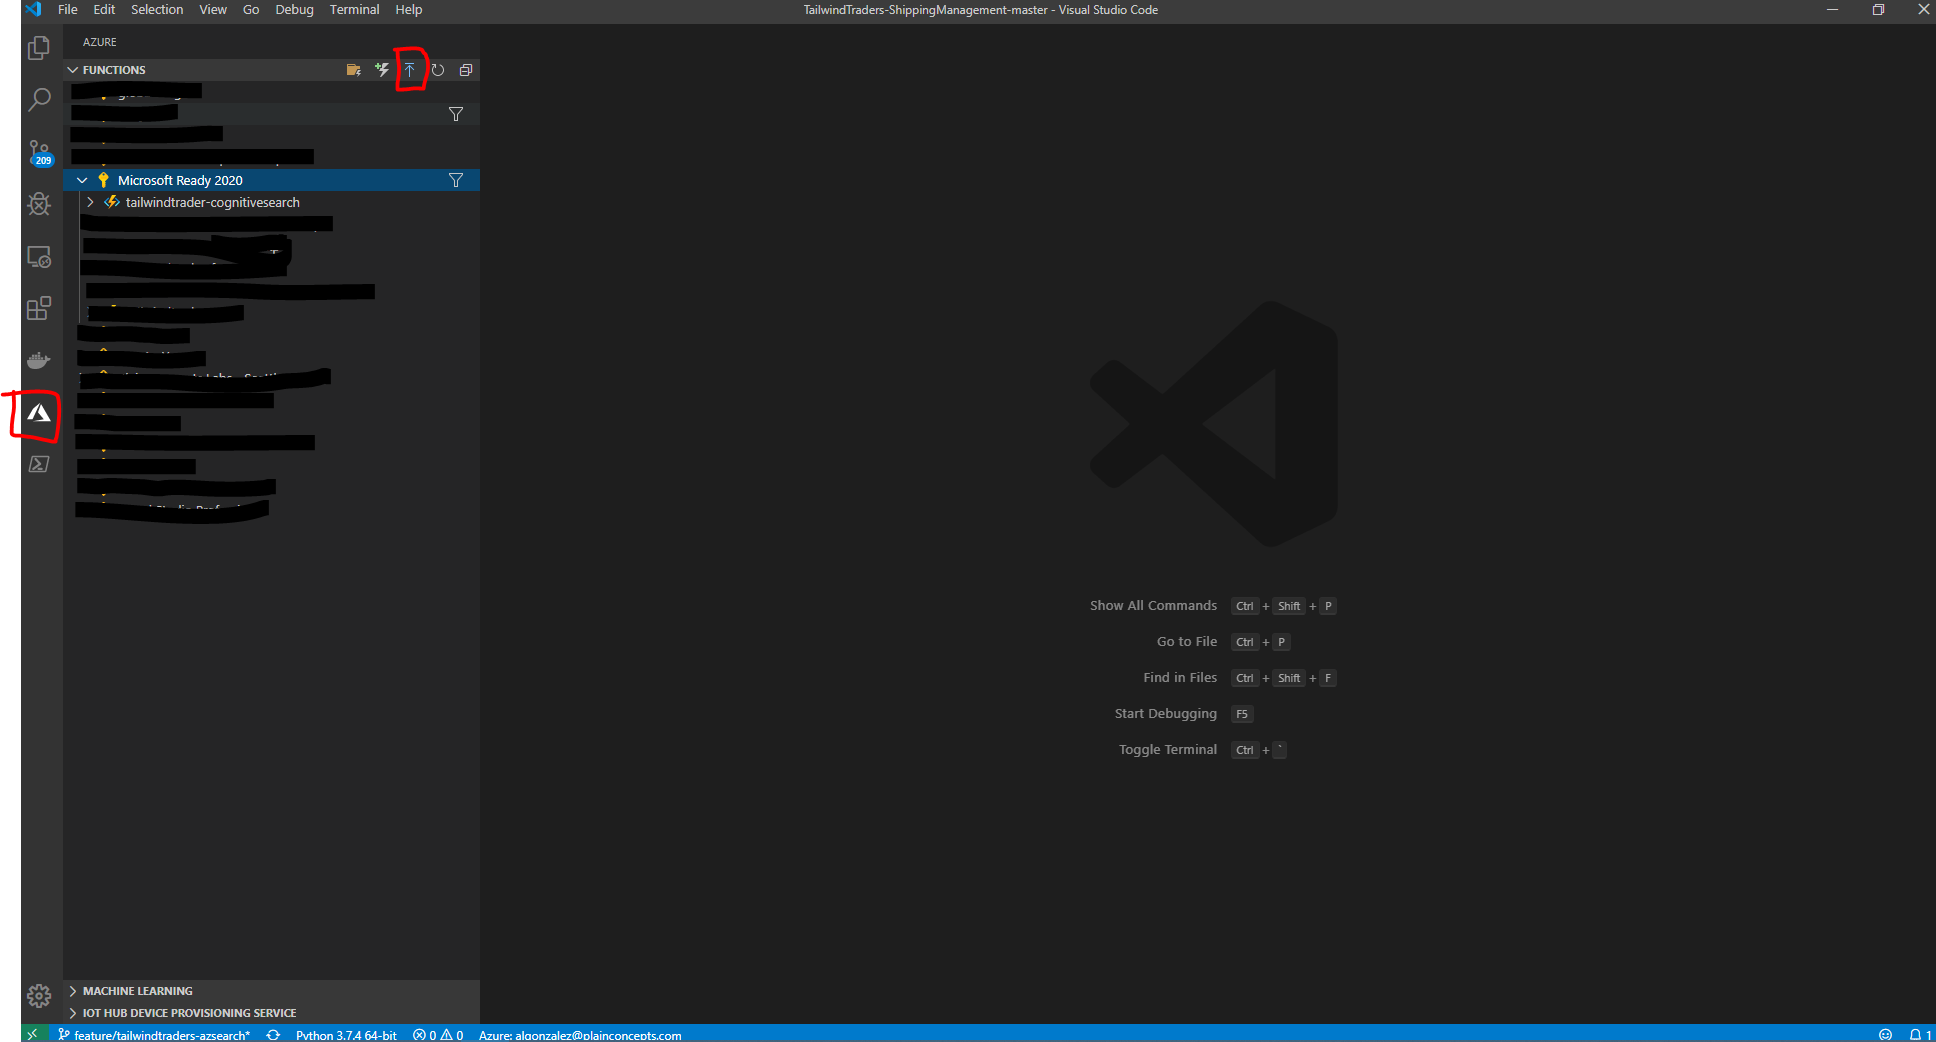 File Edit Selection View Go Debug Terminal Help
TailwindTraders-ShippingManagement-master - Visual Studio Code
AZURE
FUNCTIONS
Microsoft Ready 2020
tailwindtrader-cognitivesearch
209
Show All Commands Ctrl + Shift + P
Go to File Ctrl + P
Find in Files Ctrl + Shift + F
Start Debugging F5
Toggle Terminal Ctrl + `
MACHINE LEARNING
IOT HUB DEVICE PROVISIONING SERVICE
feature/tailwindtraders-azsearch* Python 3.7.4 64-bit 0 0 Azure: algonzalez@plainconcepts.com 1